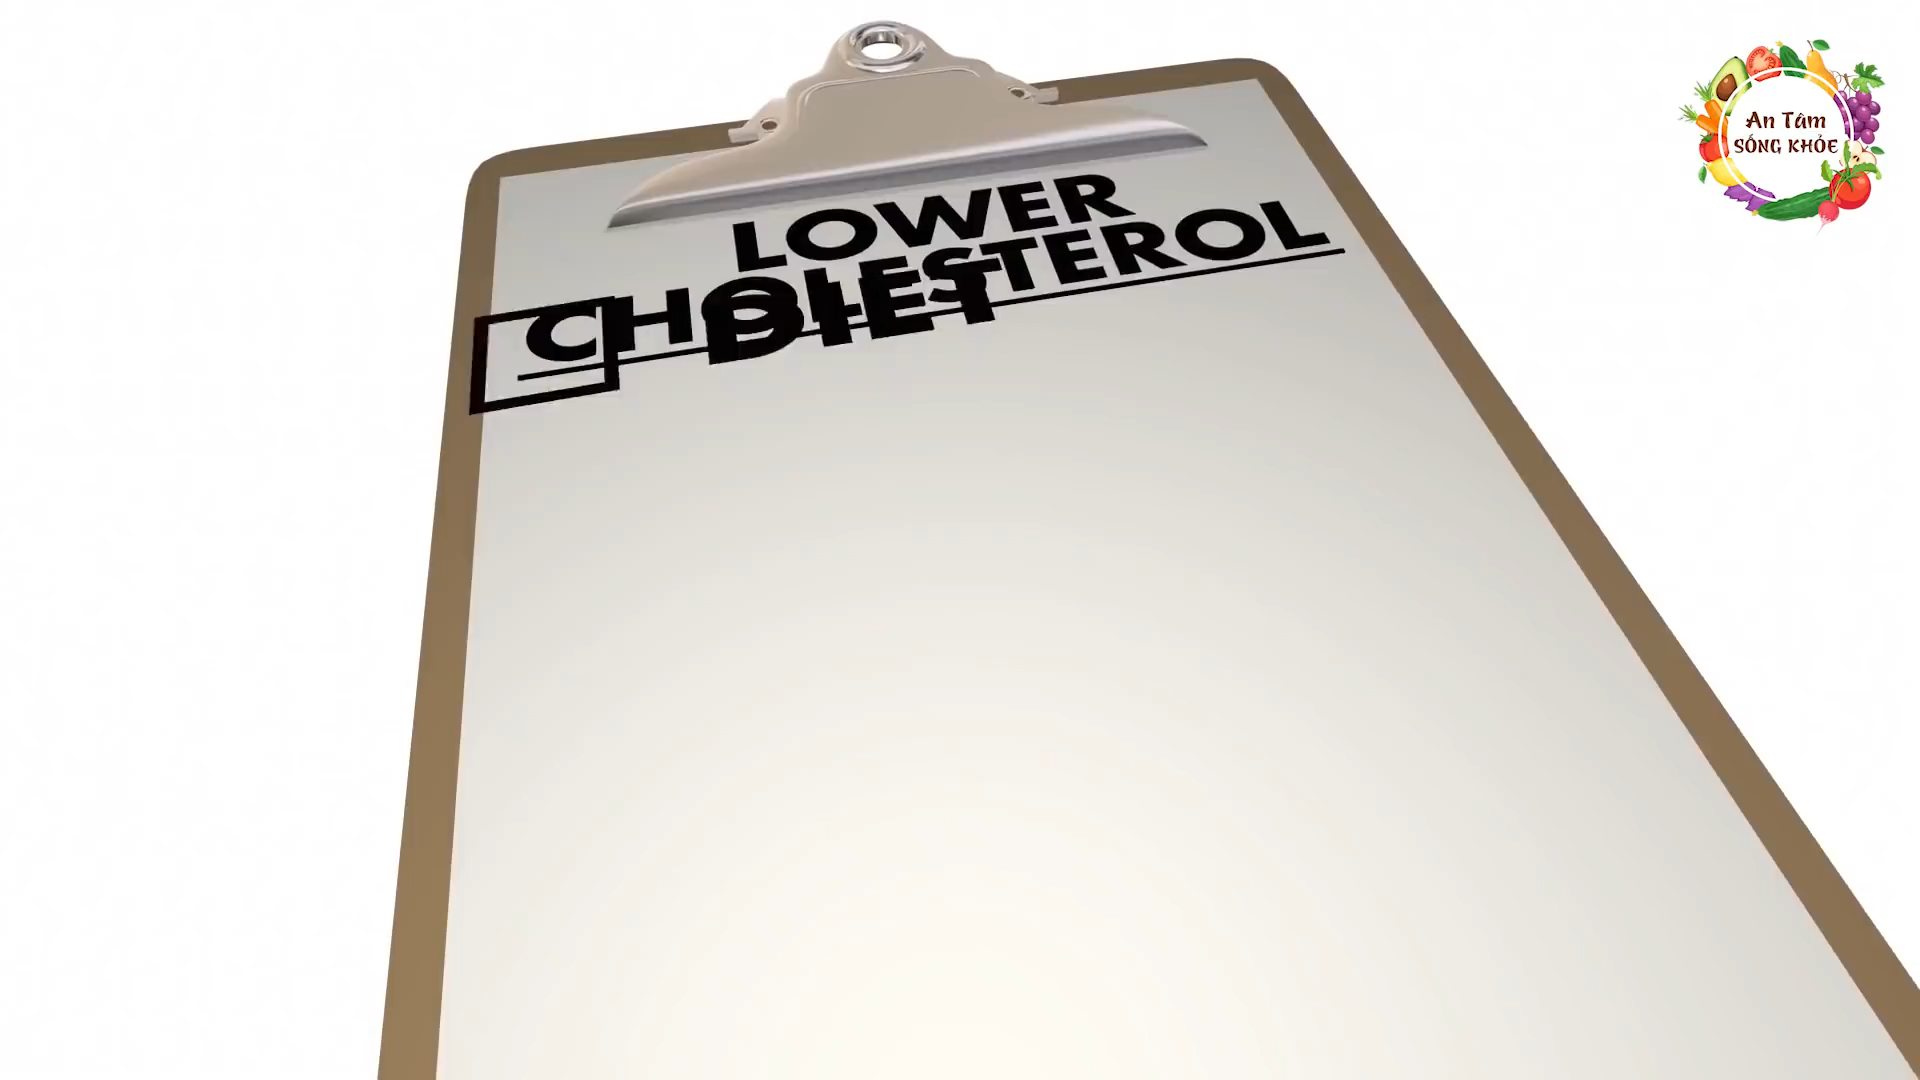 LOWER
CHOLESTEROL
DIET
An Tâm
SỐNG KHỎE